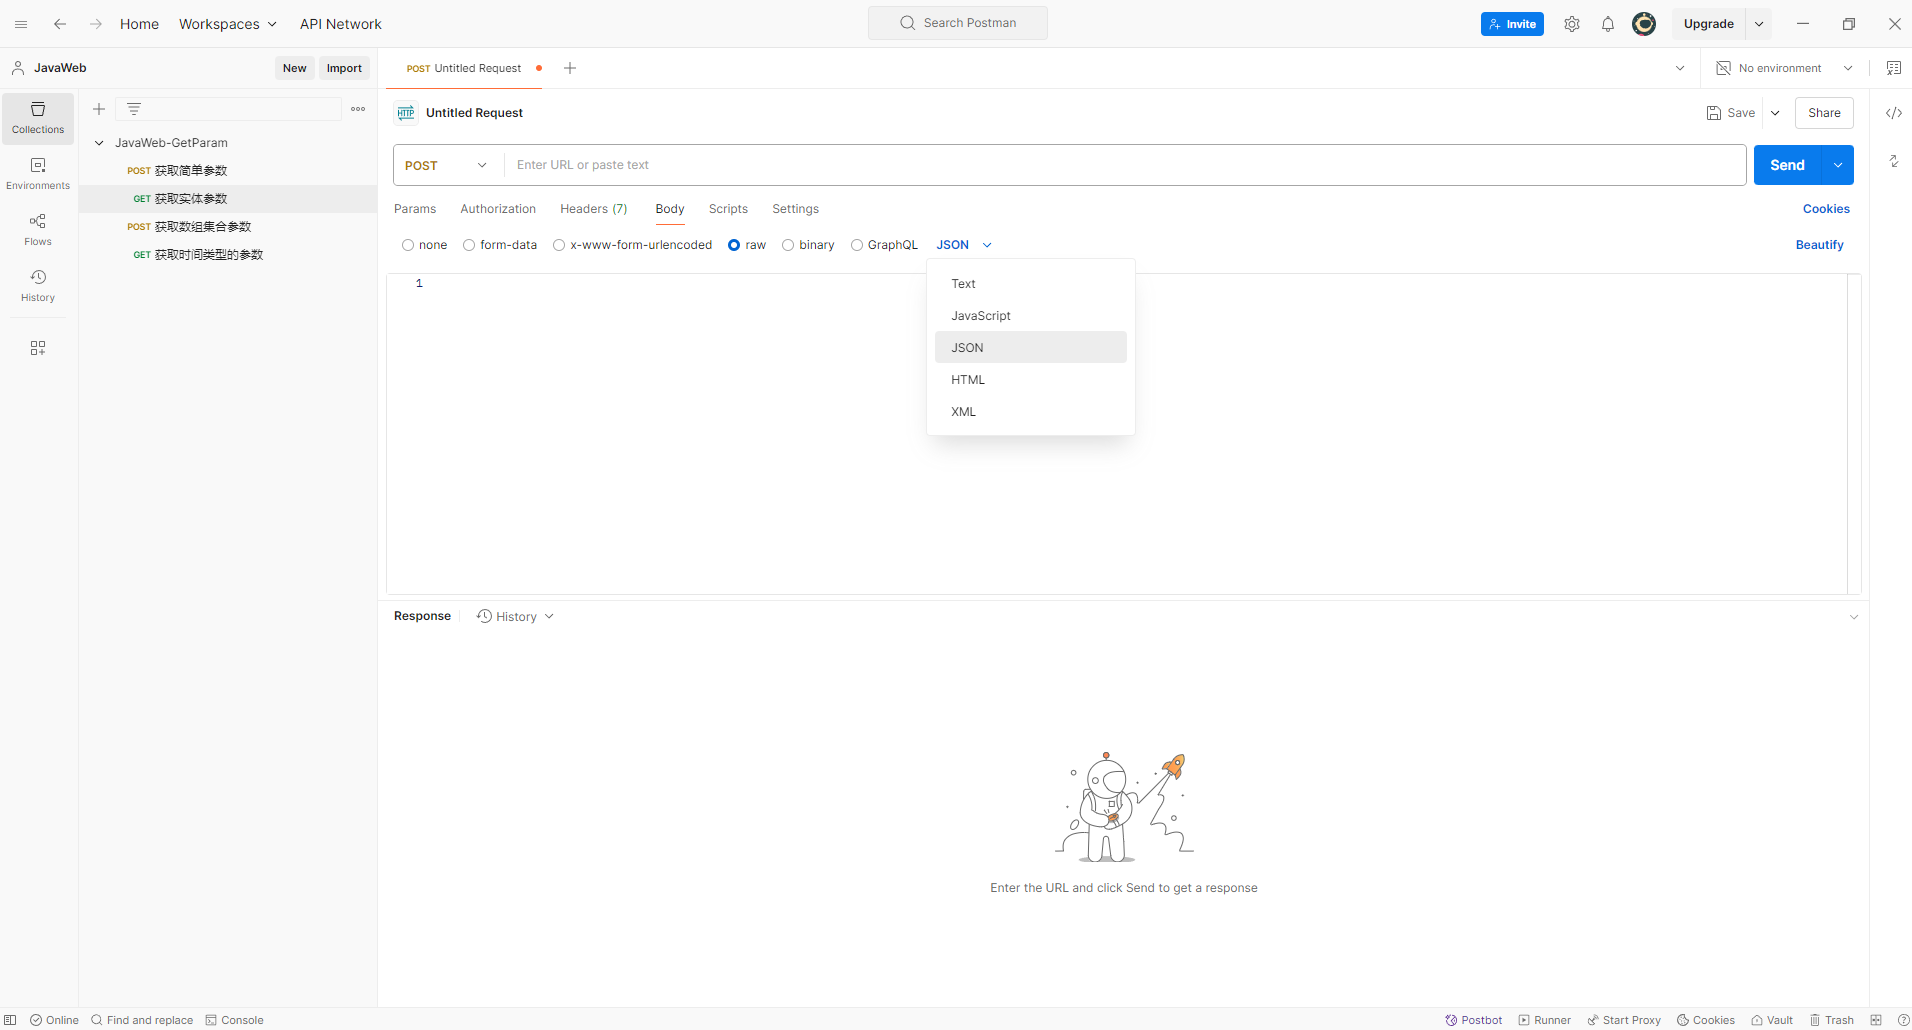 Home Workspaces API Network Search Postman Invite Upgrade
JavaWeb New Import POST Untitled Request No environment
Collections
Environments
Flows
History
JavaWeb-GetParam
POST 获取简单参数
GET 获取实体参数
POST 获取数组集合参数
GET 获取时间类型的参数
HTTP Untitled Request Save Share
POST Enter URL or paste text Send
Params Authorization Headers (7) Body Scripts Settings Cookies
none form-data x-www-form-urlencoded raw binary GraphQL JSON Beautify
1
Text
JavaScript
JSON
HTML
XML
Response History
Enter the URL and click Send to get a response
Online Find and replace Console Postbot Runner Start Proxy Cookies Vault Trash